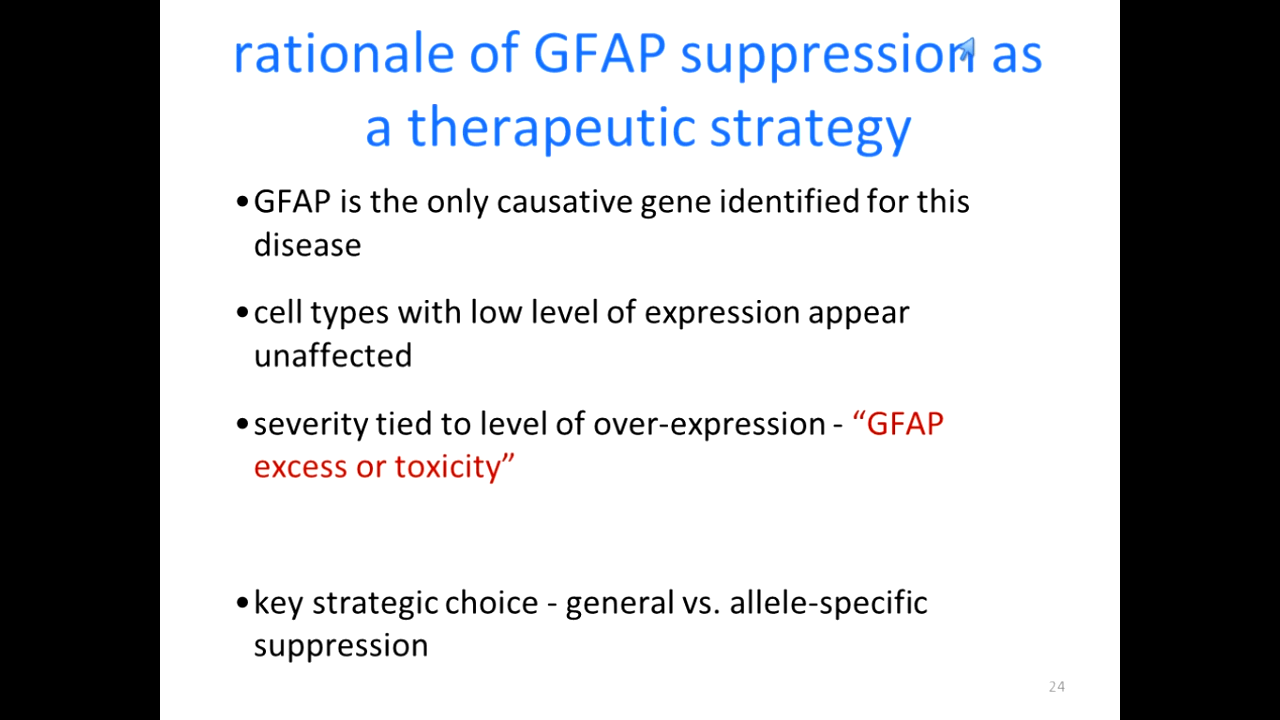 rationale of GFAP suppression as
a therapeutic strategy
•GFAP is the only causative gene identified for this
disease
•cell types with low level of expression appear
unaffected
•severity tied to level of over-expression - “GFAP
excess or toxicity”
•key strategic choice - general vs. allele-specific
suppression
24